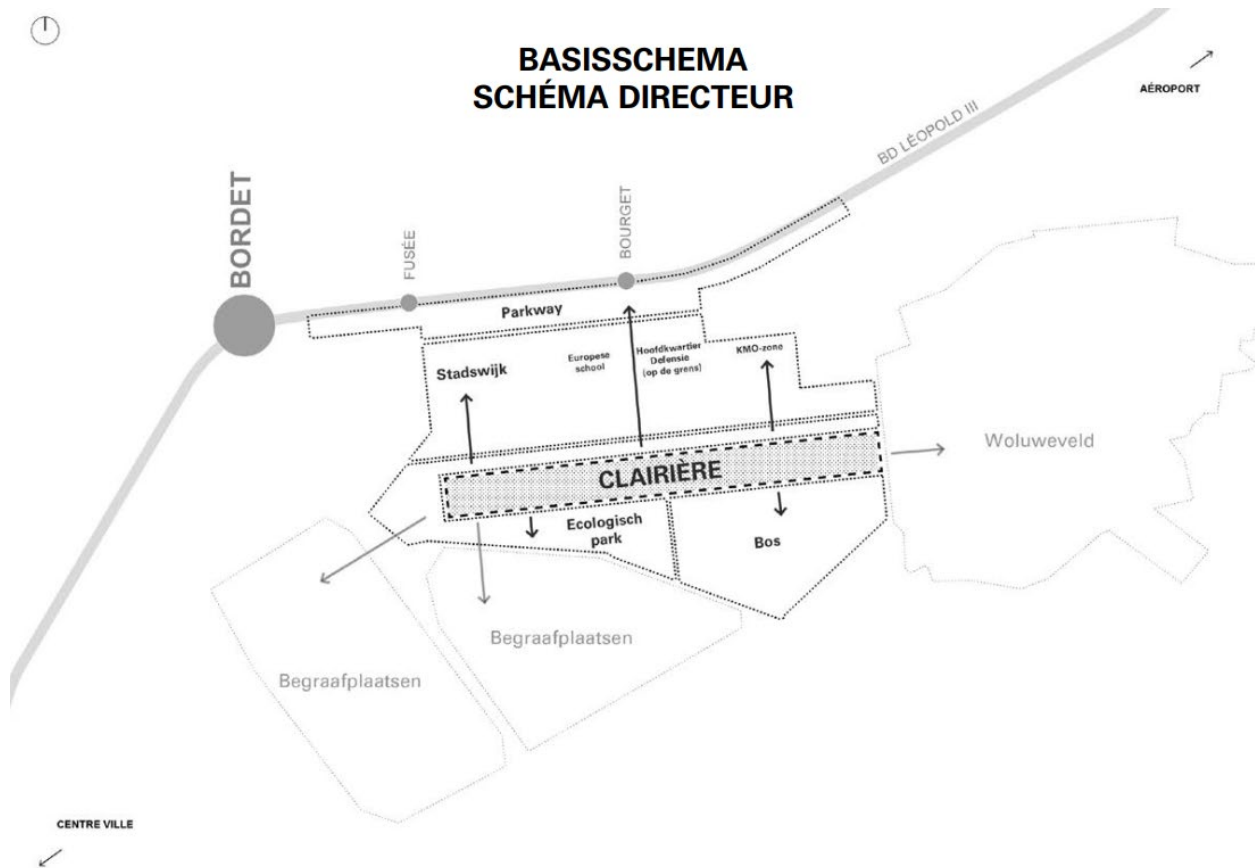 BASISSCHEMA
SCHÉMA DIRECTEUR
AÉROPORT
BD LÉOPOLD III
BORDET
FUSÉE
BOURGET
Parkway
Stadswijk
Europese
school
Hoofdkwartier
Defensie
(op de grens)
KMO-zone
Woluweveld
CLAIRIÈRE
Ecologisch
park
Bos
Begraafplaatsen
Begraafplaatsen
CENTRE VILLE